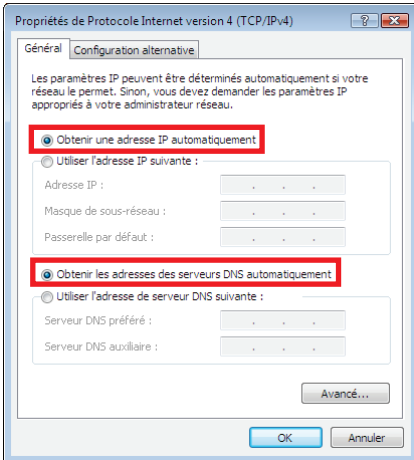 Propriétés de Protocole Internet version 4 (TCP/IPv4)
Général
Configuration alternative
Les paramètres IP peuvent être déterminés automatiquement si votre
réseau le permet. Sinon, vous devez demander les paramètres IP
appropriés à votre administrateur réseau.
Obtenir une adresse IP automatiquement
Utiliser l'adresse IP suivante :
Adresse IP :
Masque de sous-réseau :
Passerelle par défaut :
Obtenir les adresses des serveurs DNS automatiquement
Utiliser l'adresse de serveur DNS suivante :
Serveur DNS préféré :
Serveur DNS auxiliaire :
Avancé...
OK
Annuler